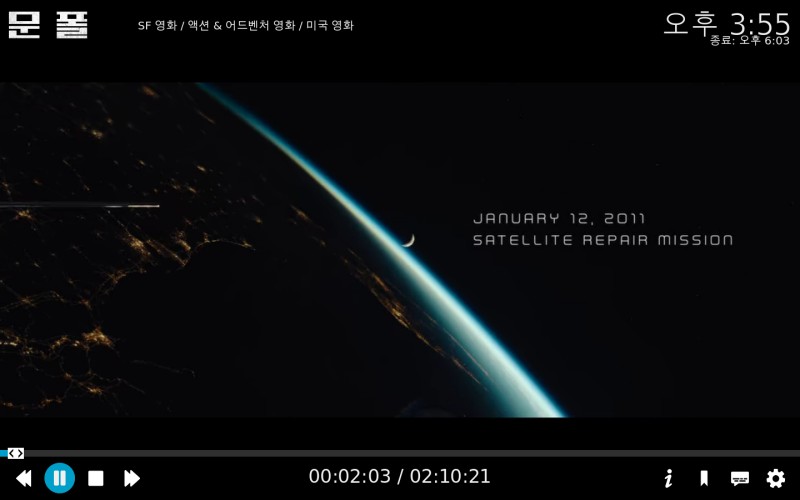 문 폴
SF 영화 / 액션 & 어드벤처 영화 / 미국 영화
오후 3:55
종료: 오후 6:03
JANUARY 12, 2011
SATELLITE REPAIR MISSION
00:02:03 / 02:10:21